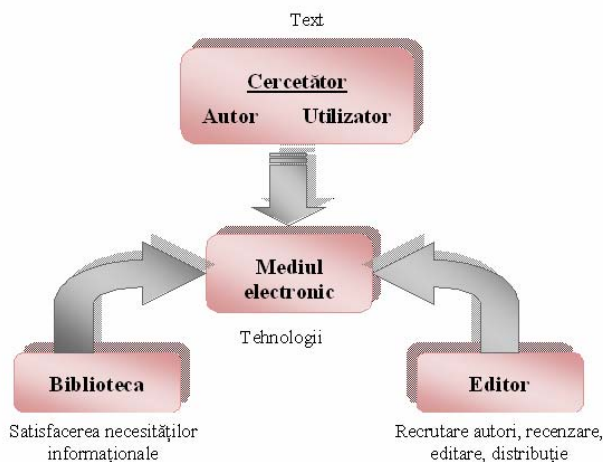 Text
Cercetător
Autor Utilizator
Mediul
electronic
Tehnologii
Biblioteca
Editor
Satisfacerea necesităților
informaționale
Recrutare autori, recenzare,
editare, distribuție